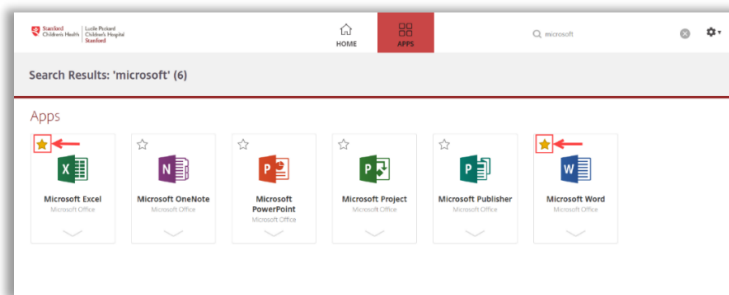 Stanford Children's Health
Lucile Packard Children's Hospital Stanford
HOME
APPS
microsoft
Search Results: 'microsoft' (6)
Apps
Microsoft Excel
Microsoft Office
Microsoft OneNote
Microsoft Office
Microsoft PowerPoint
Microsoft Office
Microsoft Project
Microsoft Office
Microsoft Publisher
Microsoft Office
Microsoft Word
Microsoft Office